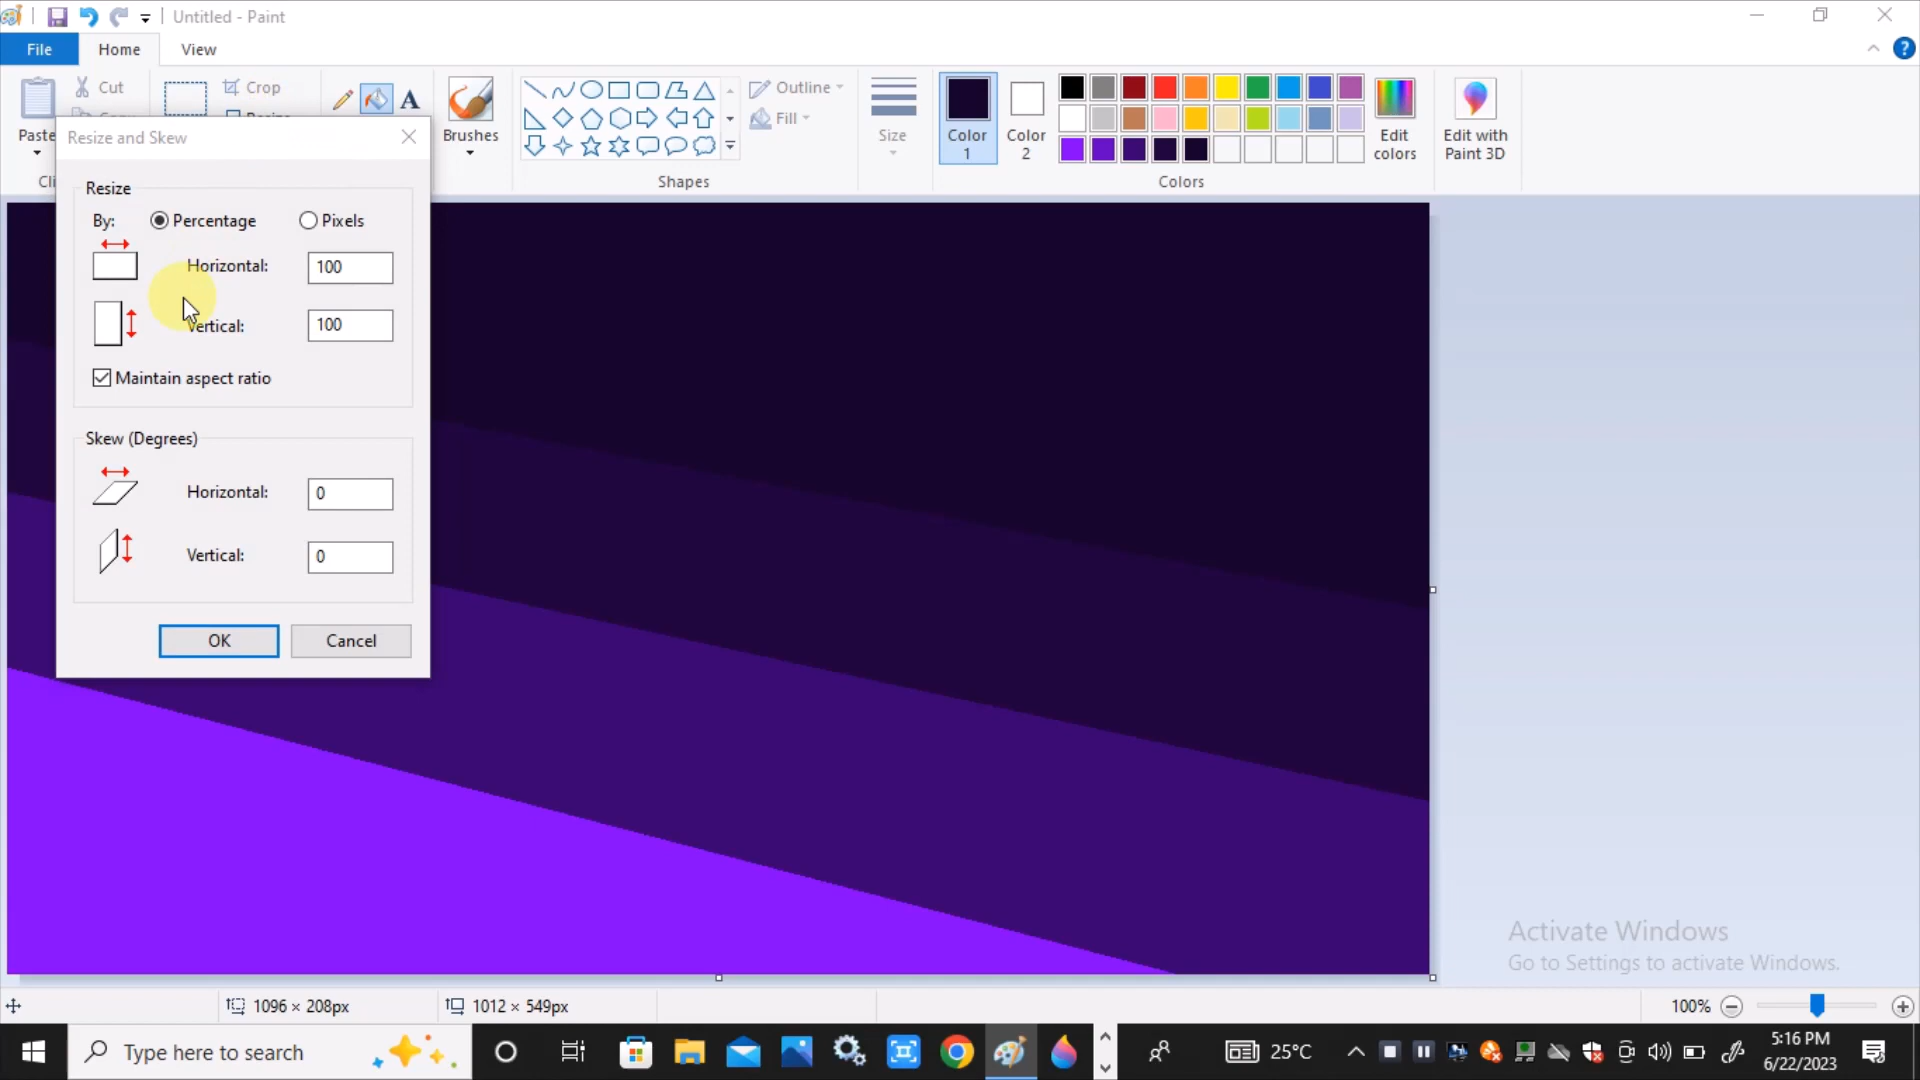 Untitled - Paint
File
Home
View
Paste
Cut
Crop
A
Brushes
Outline
Fill
Size
Color
1
Color
2
Edit
colors
Edit with
Paint 3D
Shapes
Colors
Resize and Skew
Resize
By:
Percentage
Pixels
Horizontal:
100
Vertical:
100
Maintain aspect ratio
Skew (Degrees)
Horizontal:
0
Vertical:
0
OK
Cancel
Activate Windows
Go to Settings to activate Windows.
1096 × 208px
1012 × 549px
100%
Type here to search
25°C
5:16 PM
6/22/2023